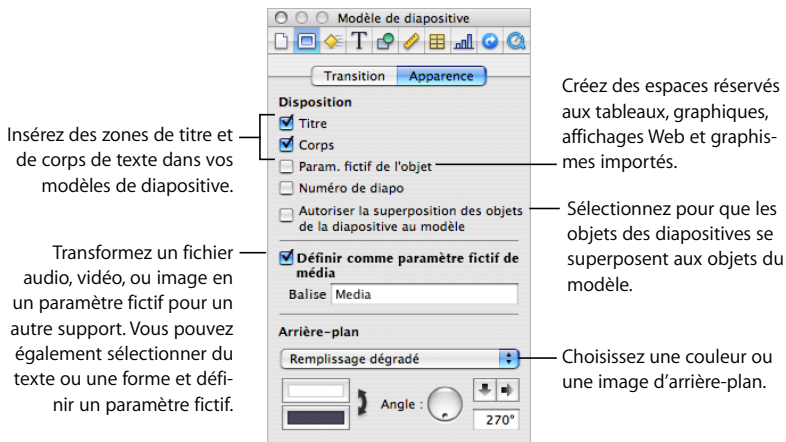 Modèle de diapositive
Transition
Apparence
Disposition
Titre
Corps
Param. fictif de l'objet
Numéro de diapo
Autoriser la superposition des objets
de la diapositive au modèle
Définir comme paramètre fictif de
média
Balise Media
Arrière-plan
Remplissage dégradé
Angle :
270°
Insérez des zones de titre et
de corps de texte dans vos
modèles de diapositive.
Transformez un fichier
audio, vidéo, ou image en
un paramètre fictif pour un
autre support. Vous pouvez
également sélectionner du
texte ou une forme et défi-
nir un paramètre fictif.
Créez des espaces réservés
aux tableaux, graphiques,
affichages Web et graphis-
mes importés.
Sélectionnez pour que les
objets des diapositives se
superposent aux objets du
modèle.
Choisissez une couleur ou
une image d’arrière-plan.